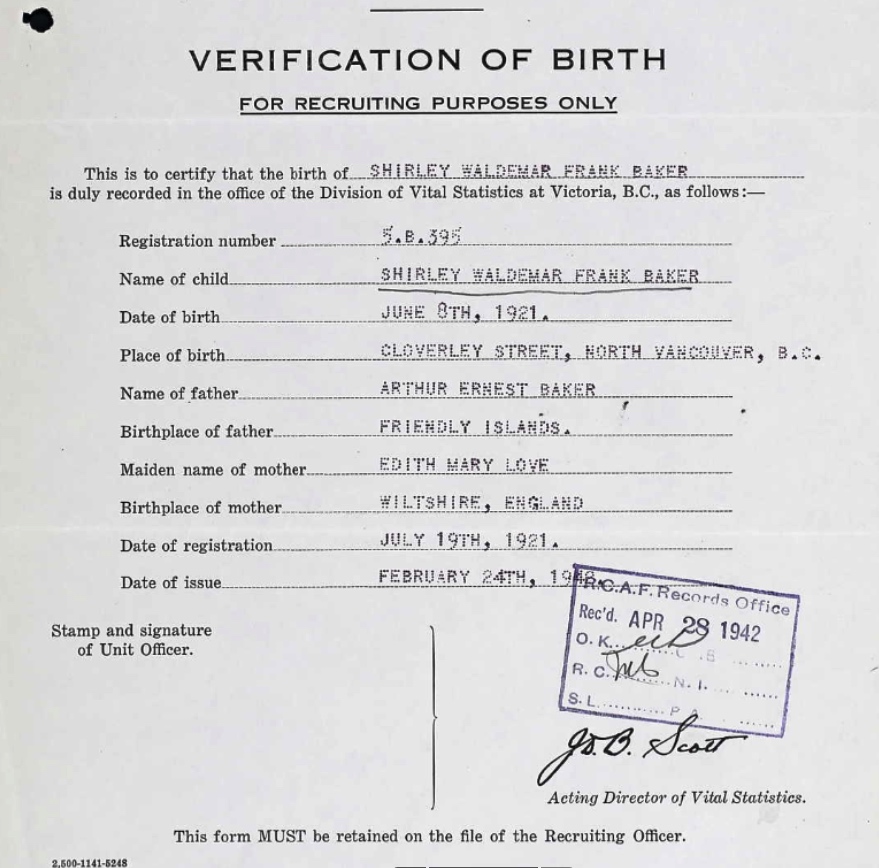 VERIFICATION OF BIRTH
FOR RECRUITING PURPOSES ONLY
This is to certify that the birth of SHIRLEY WALDEMAR FRANK BAKER
is duly recorded in the office of the Division of Vital Statistics at Victoria, B.C., as follows:—
Registration number 5.B.395
Name of child SHIRLEY WALDEMAR FRANK BAKER
Date of birth JUNE 8TH, 1921.
Place of birth CLOVERLEY STREET, NORTH VANCOUVER, B.C.
Name of father ARTHUR ERNEST BAKER
Birthplace of father FRIENDLY ISLANDS.
Maiden name of mother EDITH MARY LOVE
Birthplace of mother WILTSHIRE, ENGLAND
Date of registration JULY 19TH, 1921.
Date of issue FEBRUARY 24TH,
R.C.A.F. Records Office
Rec'd. APR 28 1942
O. K.
R. C. N. I.
S. L. P. A.
Stamp and signature
of Unit Officer.
J.D.B. Scott
Acting Director of Vital Statistics.
This form MUST be retained on the file of the Recruiting Officer.
2,500-1141-5248